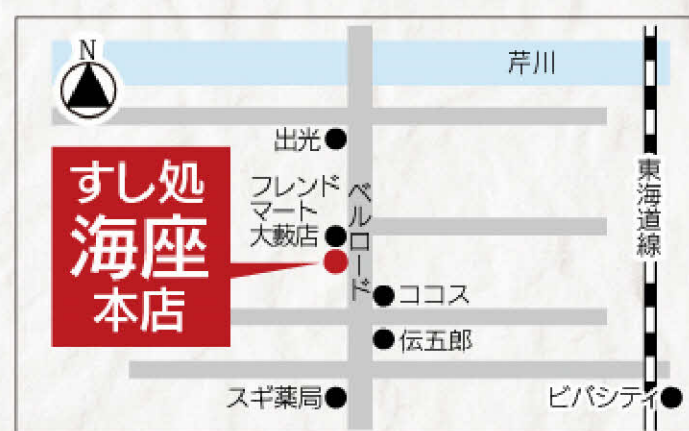 N
芹川
出光
すし処
海座
本店
フレンド
マート
大藪店
ベルロード
東海道線
ココス
伝五郎
スギ薬局
ビバシティ